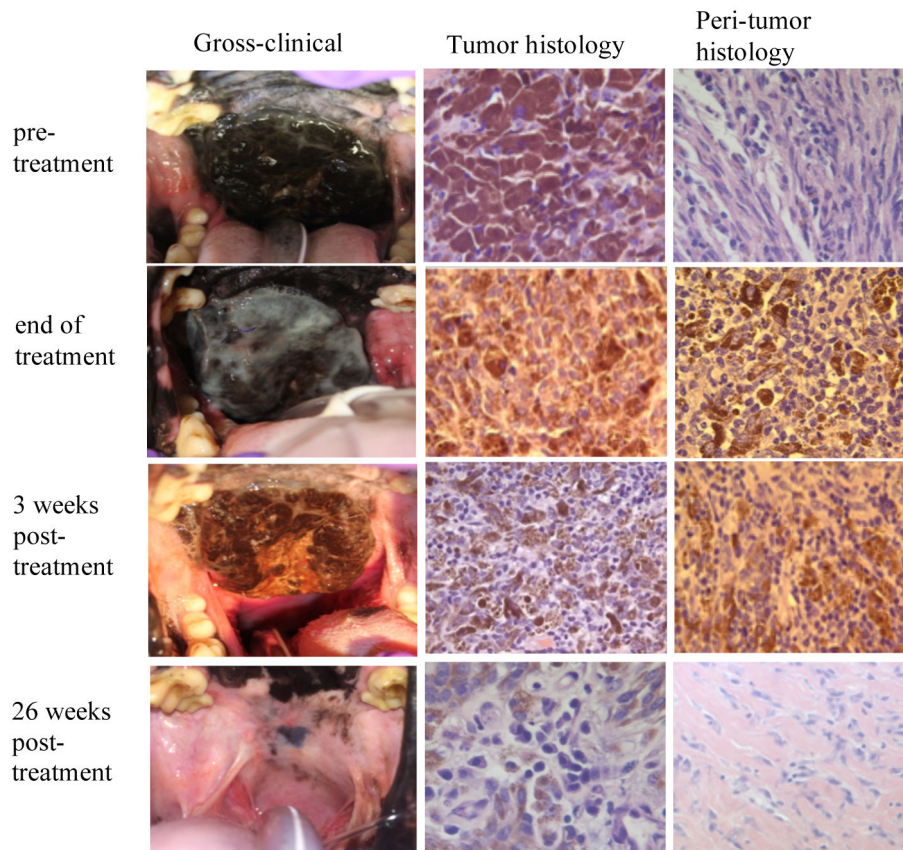 Gross-clinical
Tumor histology
Peri-tumor
histology
pre-
treatment
end of
treatment
3 weeks
post-
treatment
26 weeks
post-
treatment